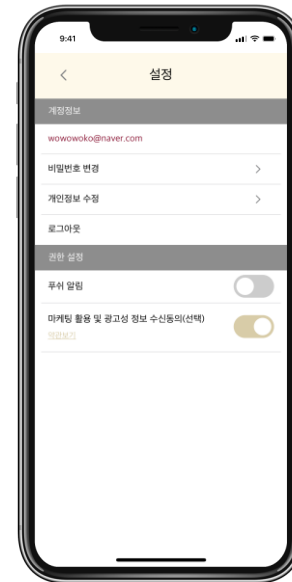 9:41
설정
계정정보
wowowoko@naver.com
비밀번호 변경
개인정보 수정
로그아웃
권한 설정
푸쉬 알림
마케팅 활용 및 광고성 정보 수신동의(선택)
약관보기